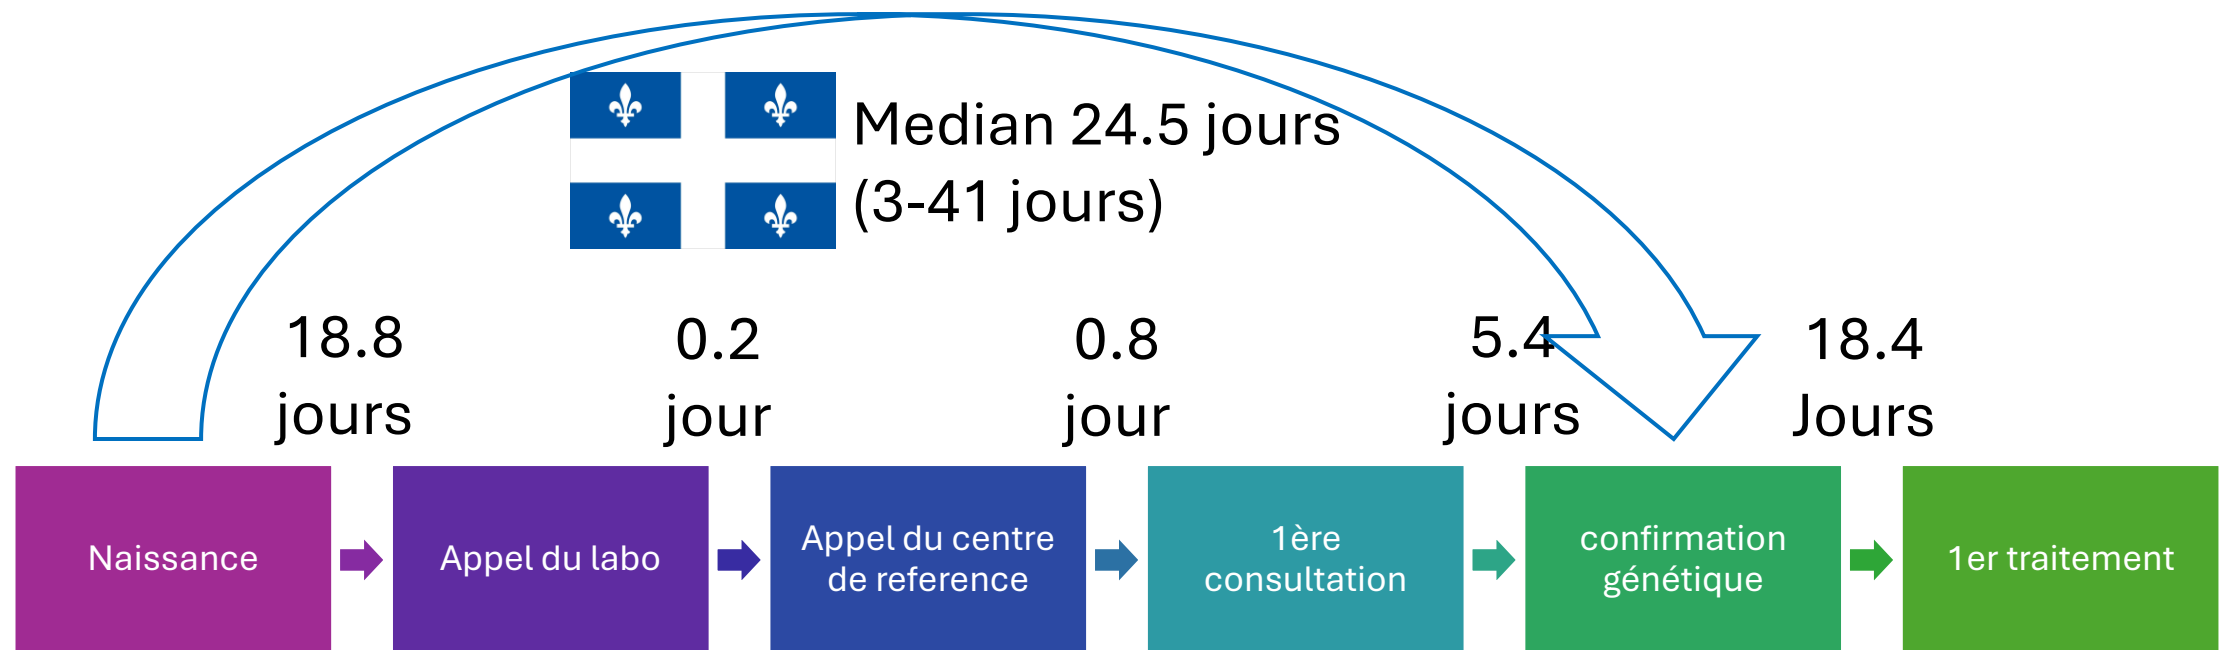 Median 24.5 jours
(3-41 jours)
18.8
jours
0.2
jour
0.8
jour
5.4
jours
18.4
Jours
Naissance
Appel du labo
Appel du centre
de reference
1ère
consultation
confirmation
génétique
1er traitement